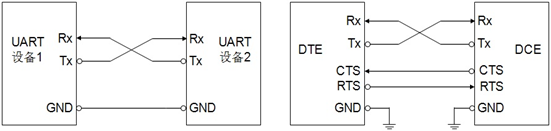 Rx
Rx
UART
设备1
UART
设备2
Tx
Tx
GND
GND
Rx
Rx
DTE
DCE
Tx
Tx
CTS
CTS
RTS
RTS
GND
GND